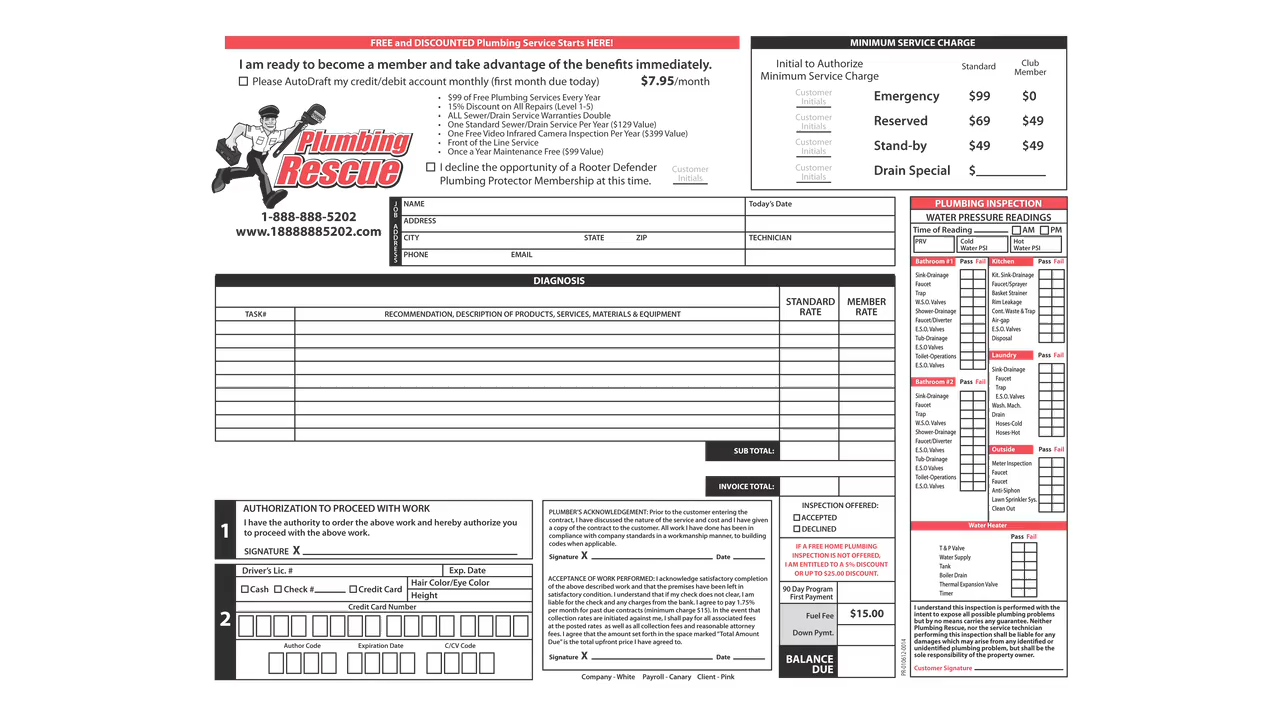 FREE and DISCOUNTED Plumbing Service Starts HERE!
I am ready to become a member and take advantage of the benefits immediately.
Please AutoDraft my credit/debit account monthly (first month due today) $7.95/month
• $99 of Free Plumbing Services Every Year
• 15% Discount on All Repairs (Level 1-5)
• ALL Sewer/Drain Service Warranties Double
• One Standard Sewer/Drain Service Per Year ($129 Value)
• One Free Video Infrared Camera Inspection Per Year ($399 Value)
• Front of the Line Service
• Once a Year Maintenance Free ($99 Value)
I decline the opportunity of a Rooter Defender
Plumbing Protector Membership at this time.
Customer
Initials
Plumbing
Rescue
1-888-888-5202
www.18888885202.com
MINIMUM SERVICE CHARGE
Initial to Authorize
Minimum Service Charge
Standard
Club
Member
Customer
Initials
Emergency $99 $0
Customer
Initials
Reserved $69 $49
Customer
Initials
Stand-by $49 $49
Customer
Initials
Drain Special $
JOB ADDRESS
NAME
Today's Date
ADDRESS
CITY STATE ZIP
TECHNICIAN
PHONE EMAIL
DIAGNOSIS
TASK#
RECOMMENDATION, DESCRIPTION OF PRODUCTS, SERVICES, MATERIALS & EQUIPMENT
STANDARD
RATE
MEMBER
RATE
SUB TOTAL:
INVOICE TOTAL:
1
AUTHORIZATION TO PROCEED WITH WORK
I have the authority to order the above work and hereby authorize you
to proceed with the above work.
SIGNATURE X
2
Driver's Lic. # Exp. Date
Cash Check # Credit Card
Hair Color/Eye Color
Height
Credit Card Number
Author Code Expiration Date C/CV Code
PLUMBER'S ACKNOWLEDGEMENT: Prior to the customer entering the
contract, I have discussed the nature of the service and cost and I have given
a copy of the contract to the customer. All work I have done has been in
compliance with company standards in a workmanship manner, to building
codes when applicable.
Signature X Date
ACCEPTANCE OF WORK PERFORMED: I acknowledge satisfactory completion
of the above described work and that the premises have been left in
satisfactory condition. I understand that if my check does not clear, I am
liable for the check and any charges from the bank. I agree to pay 1.75%
per month for past due contracts (minimum charge $15). In the event that
collection rates are initiated against me, I shall pay for all associated fees
at the posted rates as well as all collection fees and reasonable attorney
fees. I agree that the amount set forth in the space marked "Total Amount
Due" is the total upfront price I have agreed to.
Signature X Date
Company - White Payroll - Canary Client - Pink
INSPECTION OFFERED:
ACCEPTED
DECLINED
IF A FREE HOME PLUMBING
INSPECTION IS NOT OFFERED,
I AM ENTITLED TO A 5% DISCOUNT
OR UP TO $25.00 DISCOUNT.
90 Day Program
First Payment
Fuel Fee $15.00
Down Pymt.
BALANCE
DUE
PR-010612-0014
PLUMBING INSPECTION
WATER PRESSURE READINGS
Time of Reading AM PM
PRV
Cold
Water PSI
Hot
Water PSI
Bathroom #1 Pass Fail
Sink-Drainage
Faucet
Trap
W.S.O. Valves
Shower-Drainage
Faucet/Diverter
E.S.O. Valves
Tub-Drainage
E.S.O Valves
Toilet-Operations
E.S.O. Valves
Bathroom #2 Pass Fail
Sink-Drainage
Faucet
Trap
W.S.O. Valves
Shower-Drainage
Faucet/Diverter
E.S.O. Valves
Tub-Drainage
E.S.O Valves
Toilet-Operations
E.S.O. Valves
Kitchen Pass Fail
Kit. Sink-Drainage
Faucet/Sprayer
Basket Strainer
Rim Leakage
Cont. Waste & Trap
Air-gap
E.S.O. Valves
Disposal
Laundry Pass Fail
Sink-Drainage
Faucet
Trap
E.S.O. Valves
Wash. Mach.
Drain
Hoses-Cold
Hoses-Hot
Outside Pass Fail
Meter Inspection
Faucet
Faucet
Anti-Siphon
Lawn Sprinkler Sys.
Clean Out
Water Heater
Pass Fail
T & P Valve
Water Supply
Tank
Boiler Drain
Thermal Expansion Valve
Timer
I understand this inspection is performed with the
intent to expose all possible plumbing problems
but by no means carries any guarantee. Neither
Plumbing Rescue, nor the service technician
performing this inspection shall be liable for any
damages which may arise from any identified or
unidentified plumbing problem, but shall be the
sole responsibility of the property owner.
Customer Signature